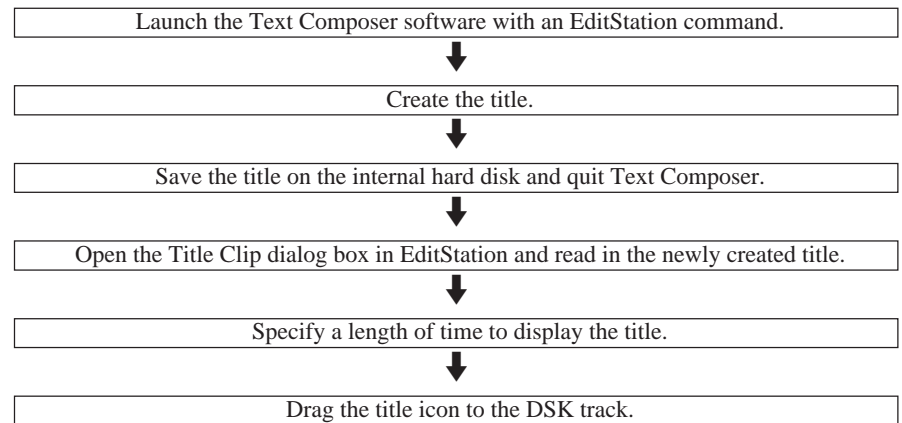 Launch the Text Composer software with an EditStation command.
Create the title.
Save the title on the internal hard disk and quit Text Composer.
Open the Title Clip dialog box in EditStation and read in the newly created title.
Specify a length of time to display the title.
Drag the title icon to the DSK track.